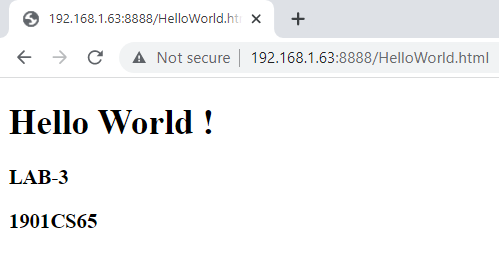 192.168.1.63:8888/HelloWorld.htm
Not secure 192.168.1.63:8888/HelloWorld.html
Hello World !
LAB-3
1901CS65